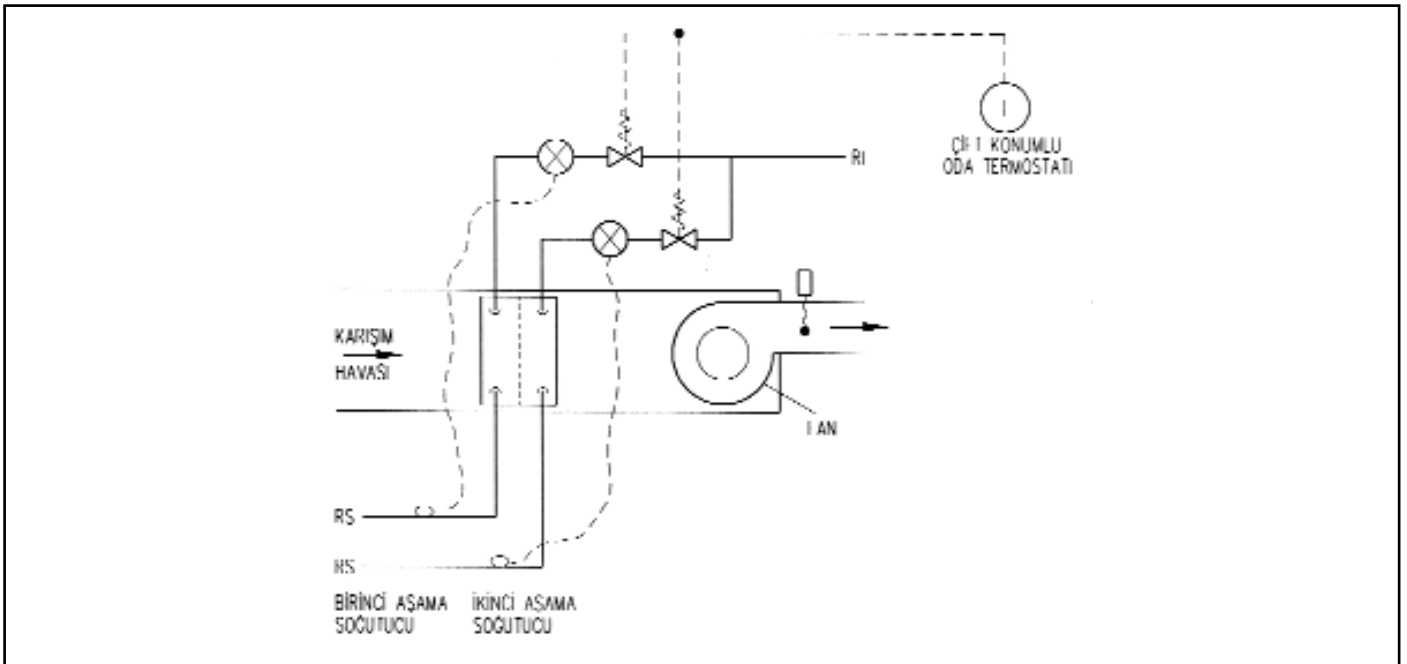 RI
ÇİFT KONUMLU
ODA TERMOSTATI
KARIŞIM
HAVASI
FAN
RS
RS
BİRİNCİ AŞAMA
SOĞUTUCU
İKİNCİ AŞAMA
SOĞUTUCU